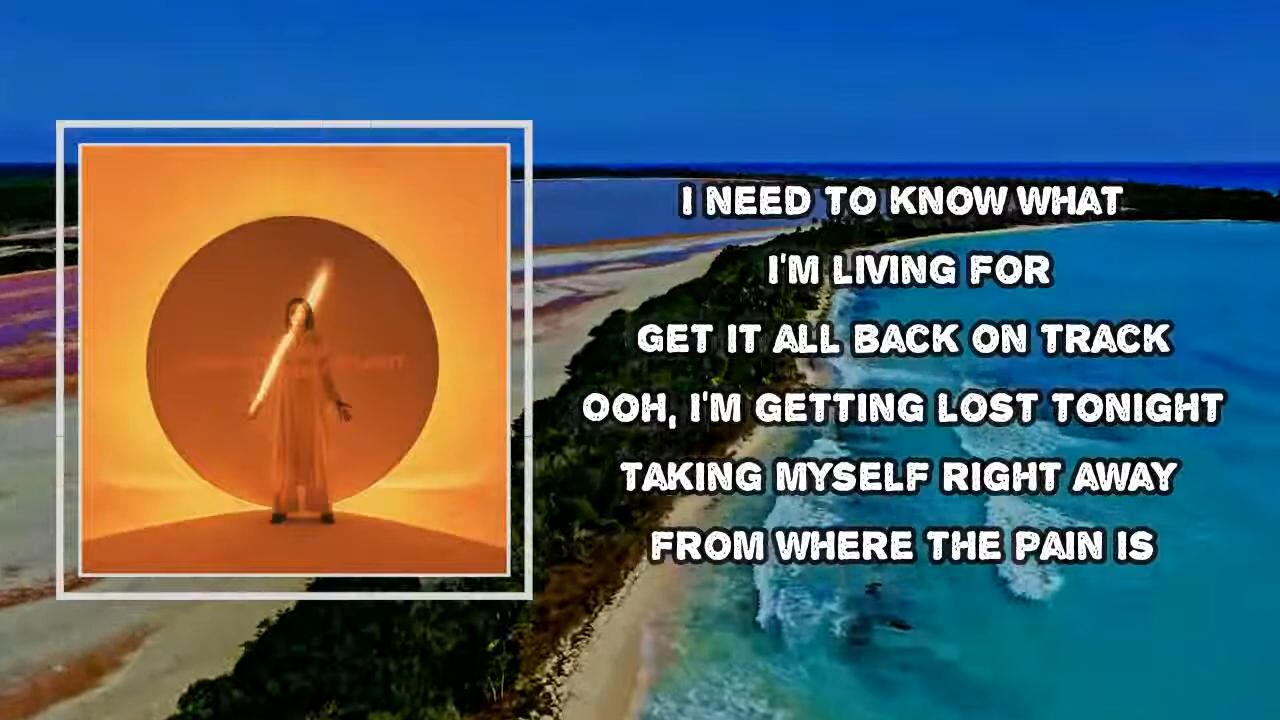 I NEED TO KNOW WHAT
I'M LIVING FOR
GET IT ALL BACK ON TRACK
OOH, I'M GETTING LOST TONIGHT
TAKING MYSELF RIGHT AWAY
FROM WHERE THE PAIN IS